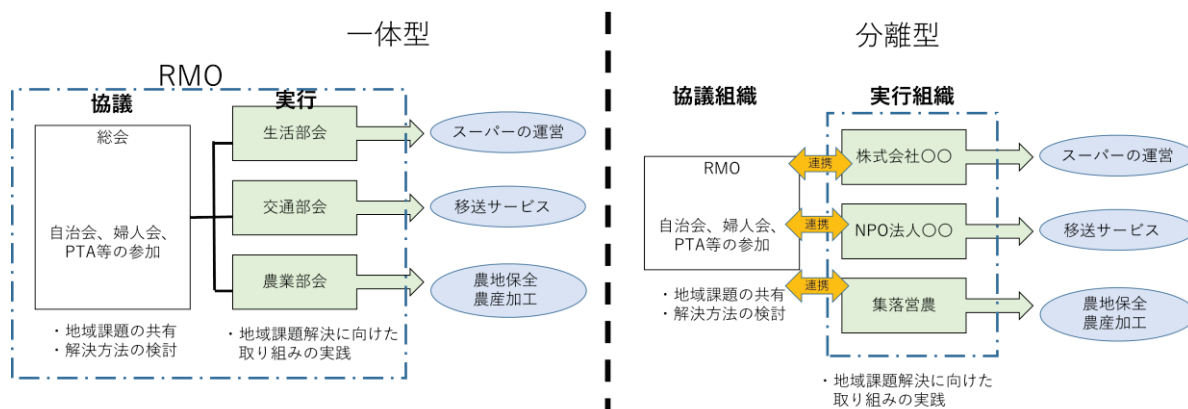 一体型
RMO
協議
実行
総会
自治会、婦人会、
PTA等の参加
・地域課題の共有
・解決方法の検討
生活部会
交通部会
農業部会
・地域課題解決に向けた
取り組みの実践
スーパーの運営
移送サービス
農地保全
農産加工
分離型
協議組織
実行組織
RMO
自治会、婦人会、
PTA等の参加
・地域課題の共有
・解決方法の検討
連携
連携
連携
株式会社〇〇
NPO法人〇〇
集落営農
・地域課題解決に向けた
取り組みの実践
スーパーの運営
移送サービス
農地保全
農産加工